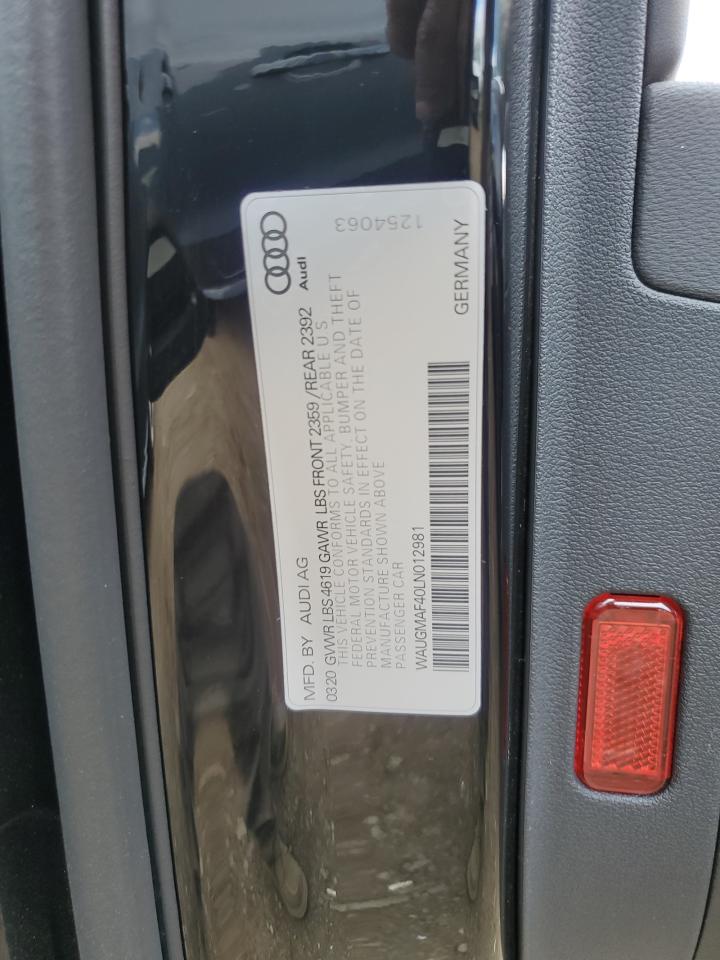 Audi
MFD. BY AUDI AG
0320 GVWR LBS 4619 GAWR LBS FRONT 2359 / REAR 2392
THIS VEHICLE CONFORMS TO ALL APPLICABLE U S
FEDERAL MOTOR VEHICLE SAFETY, BUMPER AND THEFT
PREVENTION STANDARDS IN EFFECT ON THE DATE OF
MANUFACTURE SHOWN ABOVE
PASSENGER CAR
WAUGMAF40LN012981
GERMANY
1254063